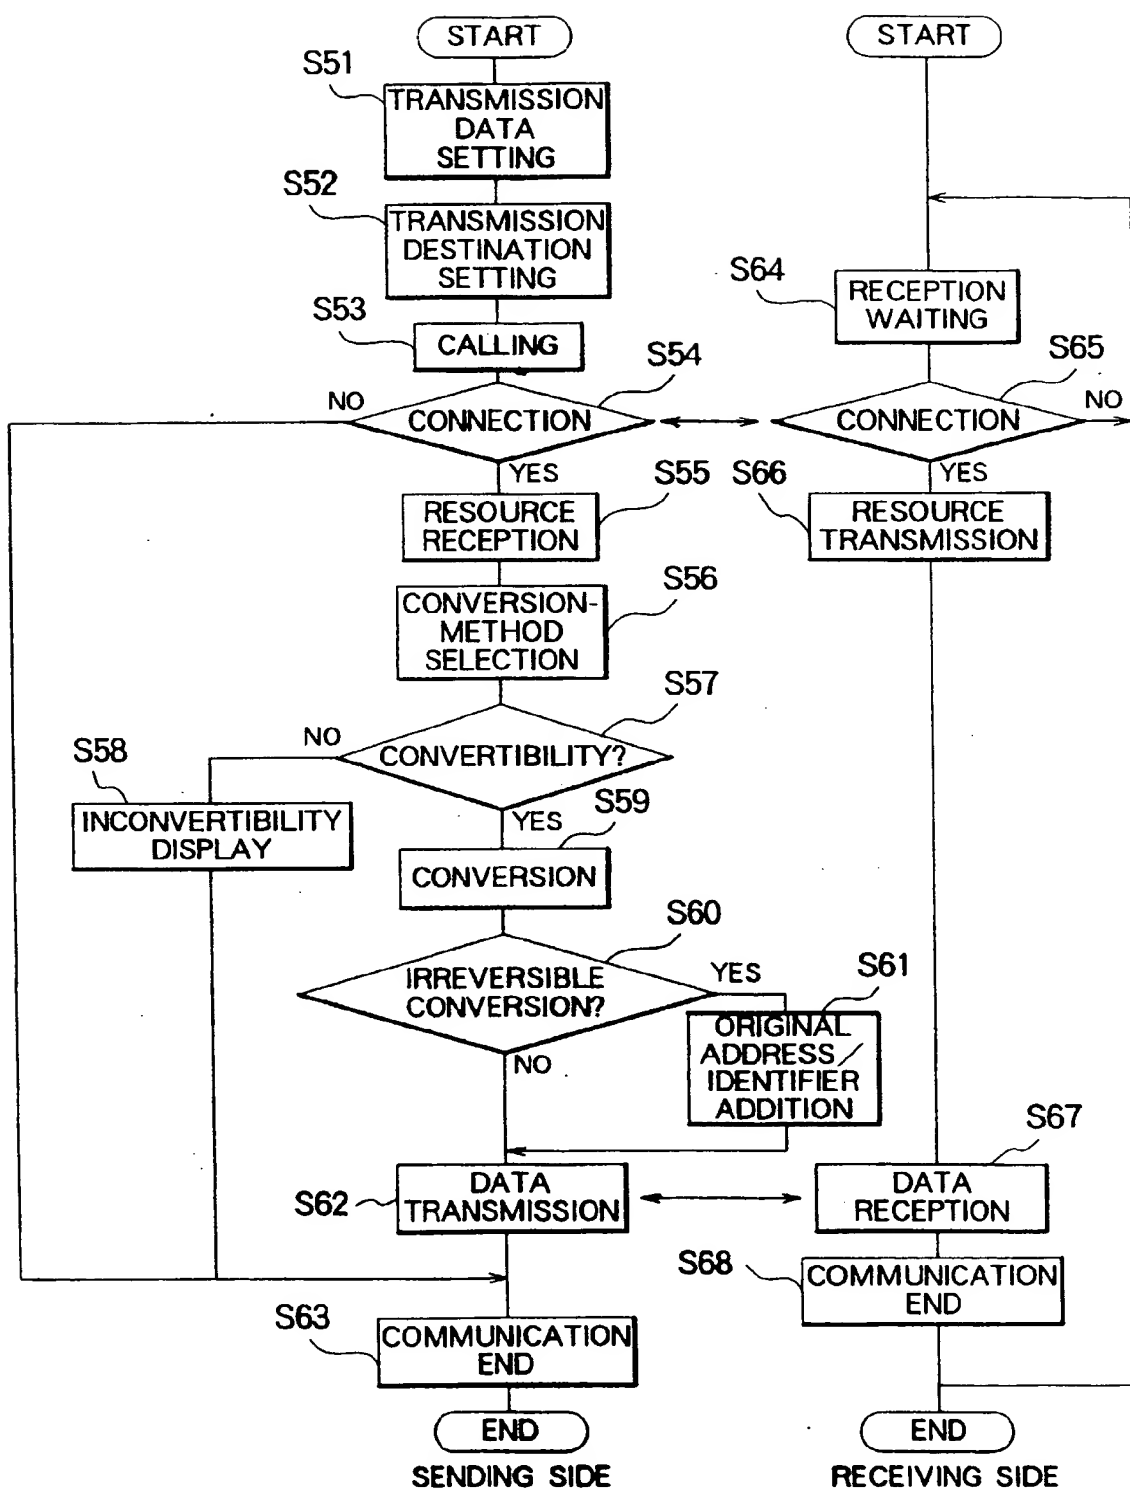 START
S51
TRANSMISSION
DATA
SETTING
S52
TRANSMISSION
DESTINATION
SETTING
S53
CALLING
S54
CONNECTION
NO
YES
S55
RESOURCE
RECEPTION
S56
CONVERSION-
METHOD
SELECTION
S57
CONVERTIBILITY?
NO
YES
S58
INCONVERTIBILITY
DISPLAY
S59
CONVERSION
S60
IRREVERSIBLE
CONVERSION?
YES
NO
S61
ORIGINAL
ADDRESS /
IDENTIFIER
ADDITION
S62
DATA
TRANSMISSION
S63
COMMUNICATION
END
END
SENDING SIDE
START
S64
RECEPTION
WAITING
S65
CONNECTION
NO
YES
S66
RESOURCE
TRANSMISSION
S67
DATA
RECEPTION
S68
COMMUNICATION
END
END
RECEIVING SIDE